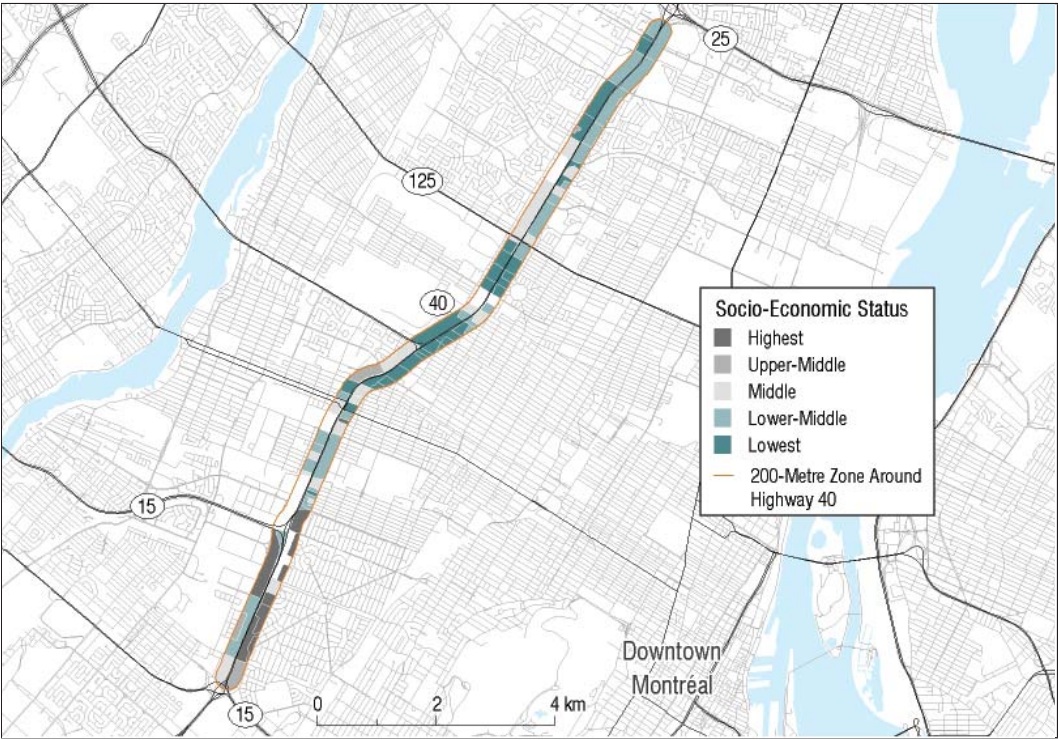 25
125
40
Socio-Economic Status
Highest
Upper-Middle
Middle
Lower-Middle
Lowest
200-Metre Zone Around
Highway 40
15
Downtown
Montréal
15
0 2 4 km